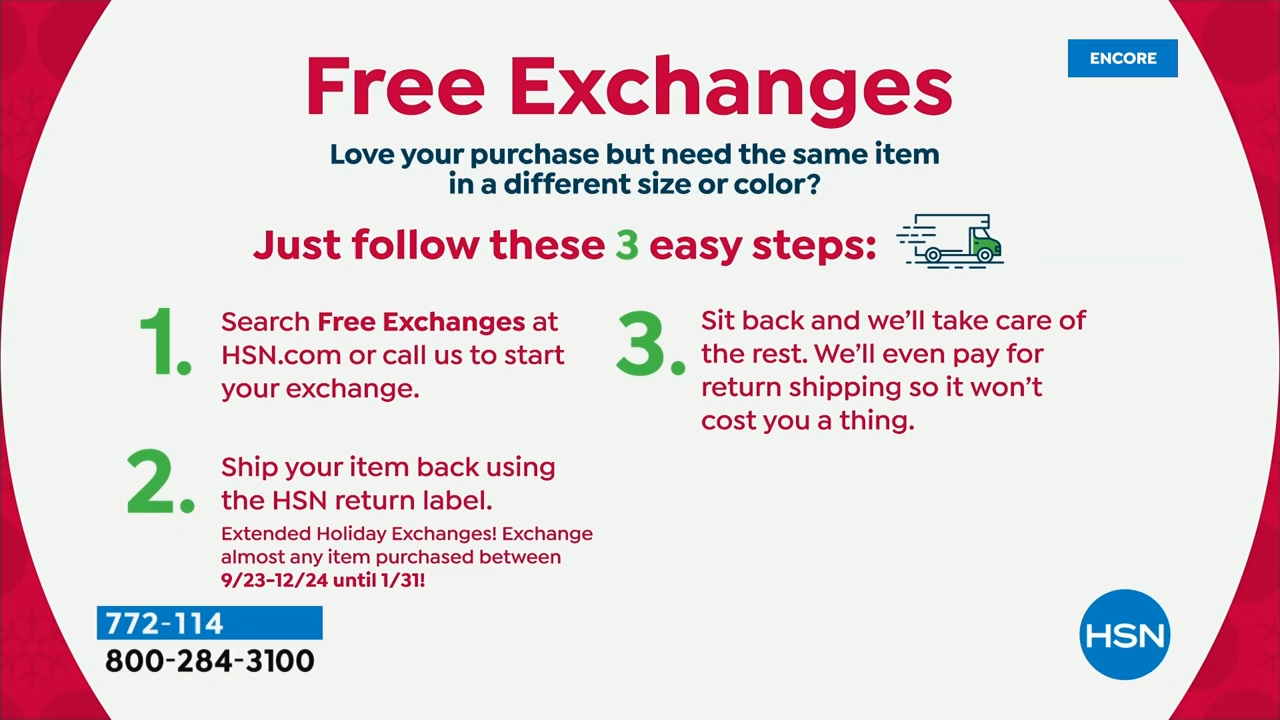 ENCORE
Free Exchanges
Love your purchase but need the same item
in a different size or color?
Just follow these 3 easy steps:
1.
Search Free Exchanges at
HSN.com or call us to start
your exchange.
2.
Ship your item back using
the HSN return label.
Extended Holiday Exchanges! Exchange
almost any item purchased between
9/23-12/24 until 1/31!
3.
Sit back and we'll take care of
the rest. We'll even pay for
return shipping so it won't
cost you a thing.
772-114
800-284-3100
HSN